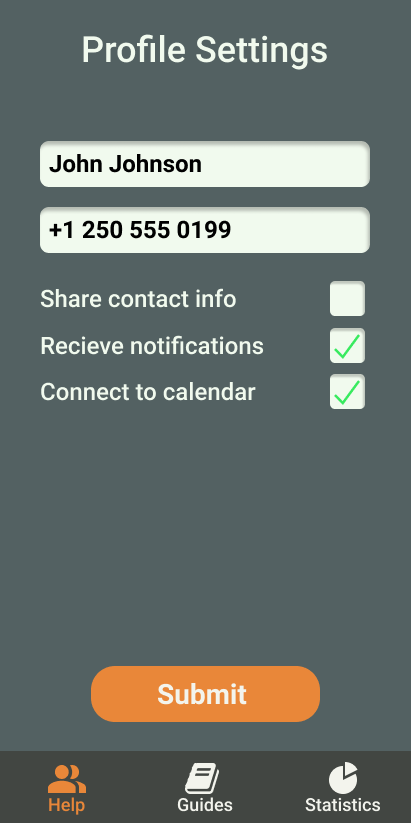 Profile Settings
John Johnson
+1 250 555 0199
Share contact info
Recieve notifications
Connect to calendar
Submit
Help Guides Statistics